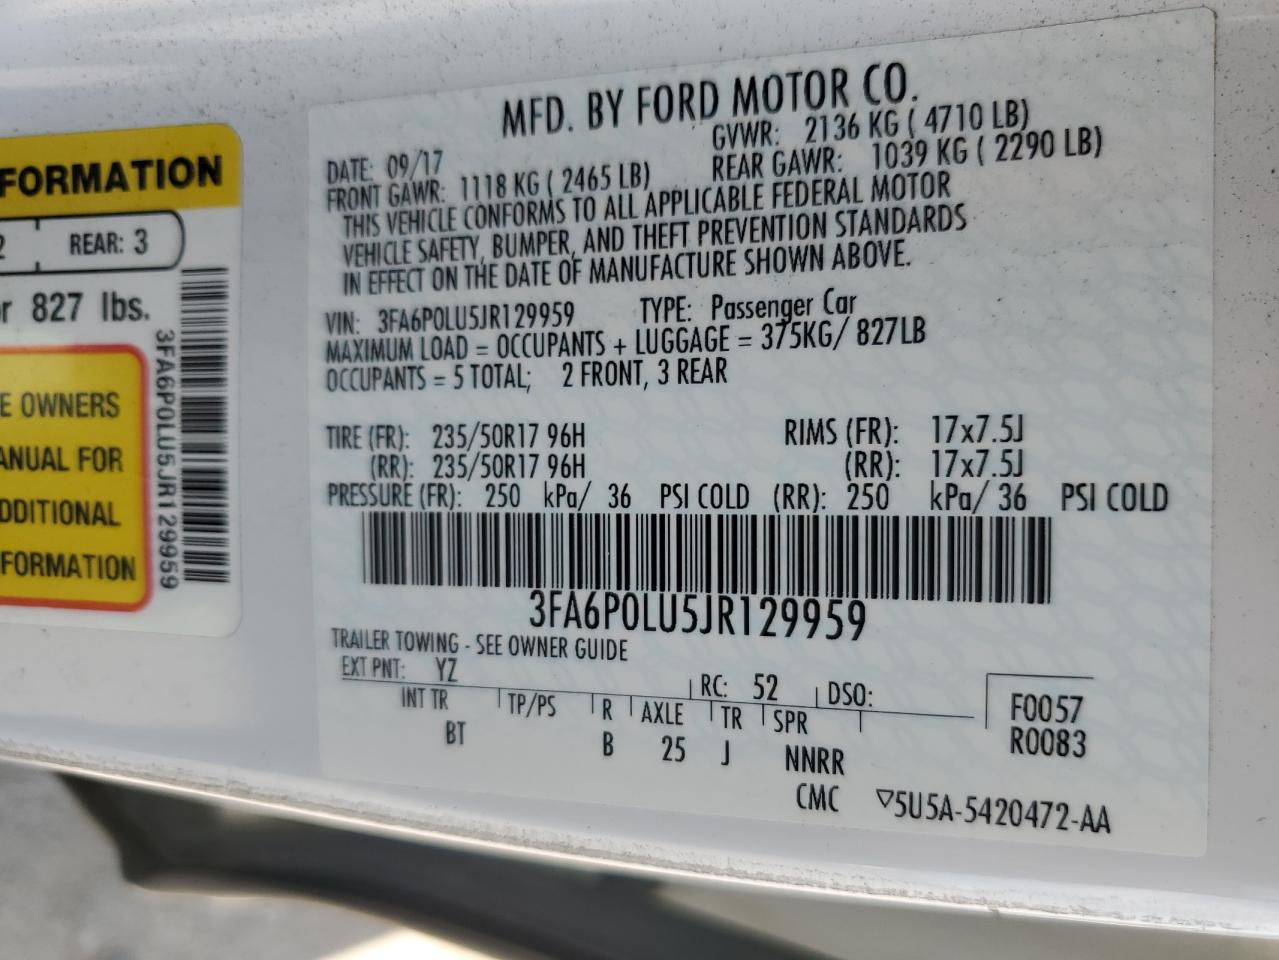 FORMATION
2 REAR: 3
r 827 lbs.
E OWNERS
ANUAL FOR
DDITIONAL
FORMATION
3FA6P0LU5JR129959
MFD. BY FORD MOTOR CO.
DATE: 09/17 GVWR: 2136 KG ( 4710 LB)
FRONT GAWR: 1118 KG ( 2465 LB) REAR GAWR: 1039 KG ( 2290 LB)
THIS VEHICLE CONFORMS TO ALL APPLICABLE FEDERAL MOTOR
VEHICLE SAFETY, BUMPER, AND THEFT PREVENTION STANDARDS
IN EFFECT ON THE DATE OF MANUFACTURE SHOWN ABOVE.
VIN: 3FA6P0LU5JR129959 TYPE: Passenger Car
MAXIMUM LOAD = OCCUPANTS + LUGGAGE = 375KG/ 827LB
OCCUPANTS = 5 TOTAL; 2 FRONT, 3 REAR
TIRE (FR): 235/50R17 96H RIMS (FR): 17x7.5J
(RR): 235/50R17 96H (RR): 17x7.5J
PRESSURE (FR): 250 kPa/ 36 PSI COLD (RR): 250 kPa/ 36 PSI COLD
3FA6P0LU5JR129959
TRAILER TOWING - SEE OWNER GUIDE
EXT PNT: YZ RC: 52 DSO:
INT TR TP/PS R AXLE TR SPR F0057
BT B 25 J NNRR R0083
CMC ▽5U5A-5420472-AA